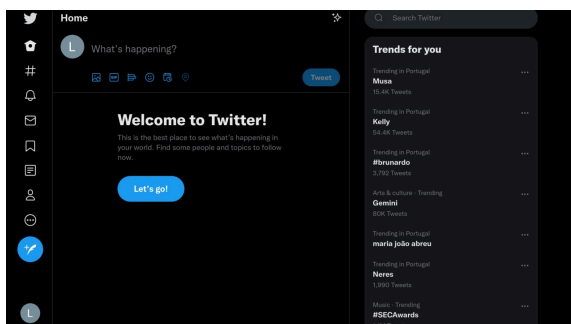 Home
Search Twitter
L
What's happening?
GIF
Tweet
Welcome to Twitter!
This is the best place to see what's happening in
your world. Find some people and topics to follow
now.
Let's go!
Trends for you
Trending in Portugal
Musa
15.4K Tweets
Trending in Portugal
Kelly
Trending in Portugal
#brunardo
3,792 Tweets
Arts & culture · Trending
Gemini
80K Tweets
Trending in Portugal
maria joão abreu
Trending in Portugal
Neres
1,990 Tweets
Music · Trending
#SECAwards
L